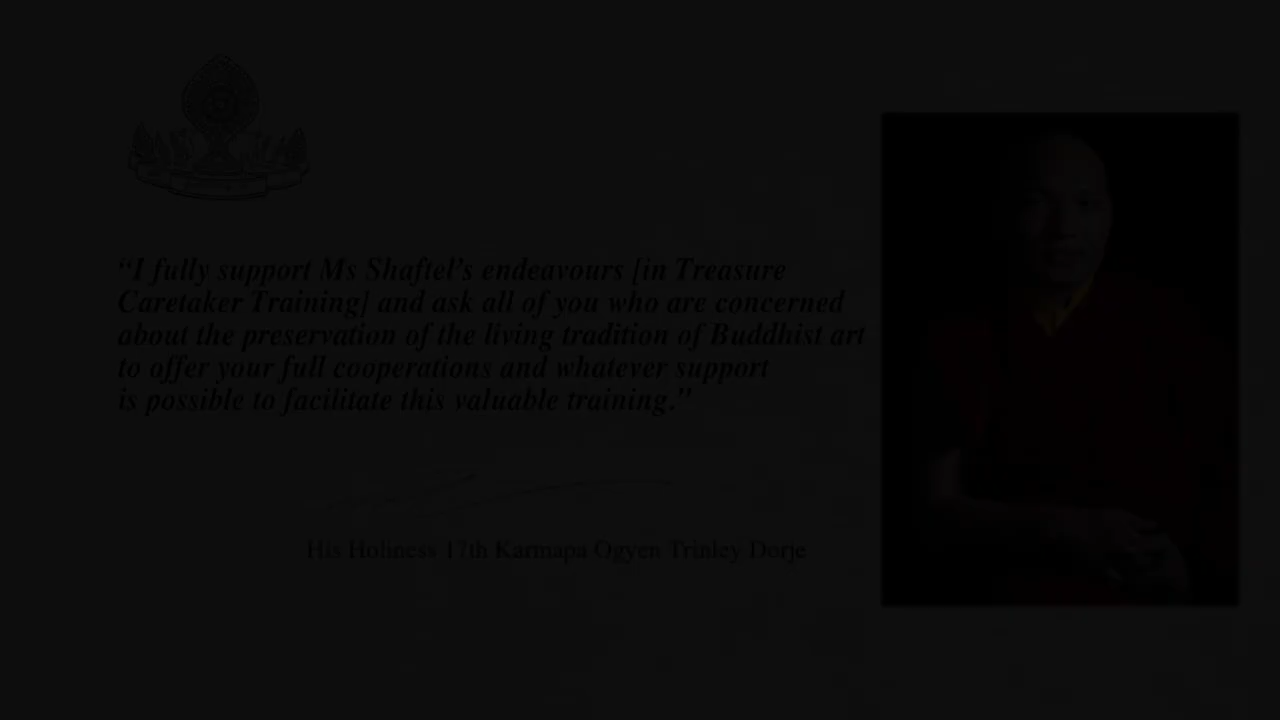 “I fully support Ms Shaftel’s endeavours [in Treasure
Caretaker Training] and ask all of you who are concerned
about the preservation of the living tradition of Buddhist art
to offer your full cooperations and whatever support
is possible to facilitate this valuable training.”
His Holiness 17th Karmapa Ogyen Trinley Dorje